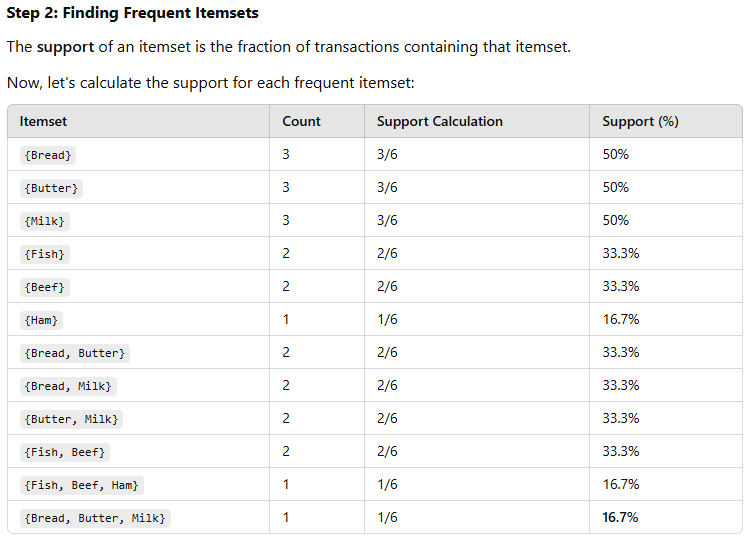 Step 2: Finding Frequent Itemsets
The support of an itemset is the fraction of transactions containing that itemset.
Now, let's calculate the support for each frequent itemset:
Itemset Count Support Calculation Support (%)
{Bread} 3 3/6 50%
{Butter} 3 3/6 50%
{Milk} 3 3/6 50%
{Fish} 2 2/6 33.3%
{Beef} 2 2/6 33.3%
{Ham} 1 1/6 16.7%
{Bread, Butter} 2 2/6 33.3%
{Bread, Milk} 2 2/6 33.3%
{Butter, Milk} 2 2/6 33.3%
{Fish, Beef} 2 2/6 33.3%
{Fish, Beef, Ham} 1 1/6 16.7%
{Bread, Butter, Milk} 1 1/6 16.7%